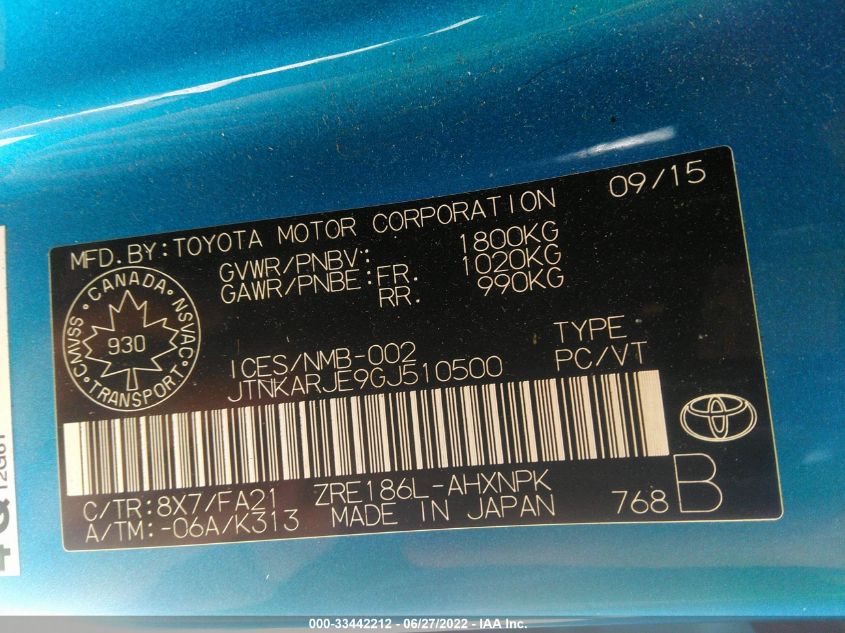 09/15
MFD.BY:TOYOTA MOTOR CORPORATION
GVWR/PNBV: 1800KG
GAWR/PNBE:FR. 1020KG
RR. 990KG
CANADA
CMVSS NSVAC
930
TRANSPORT
ICES/NMB-002 TYPE
JTNKARJE9GJ510500 PC/VT
C/TR:8X7/FA21 ZRE186L-AHXNPK
A/TM:-06A/K313 MADE IN JAPAN 768 B
000-33442212 - 06/27/2022 - IAA Inc.